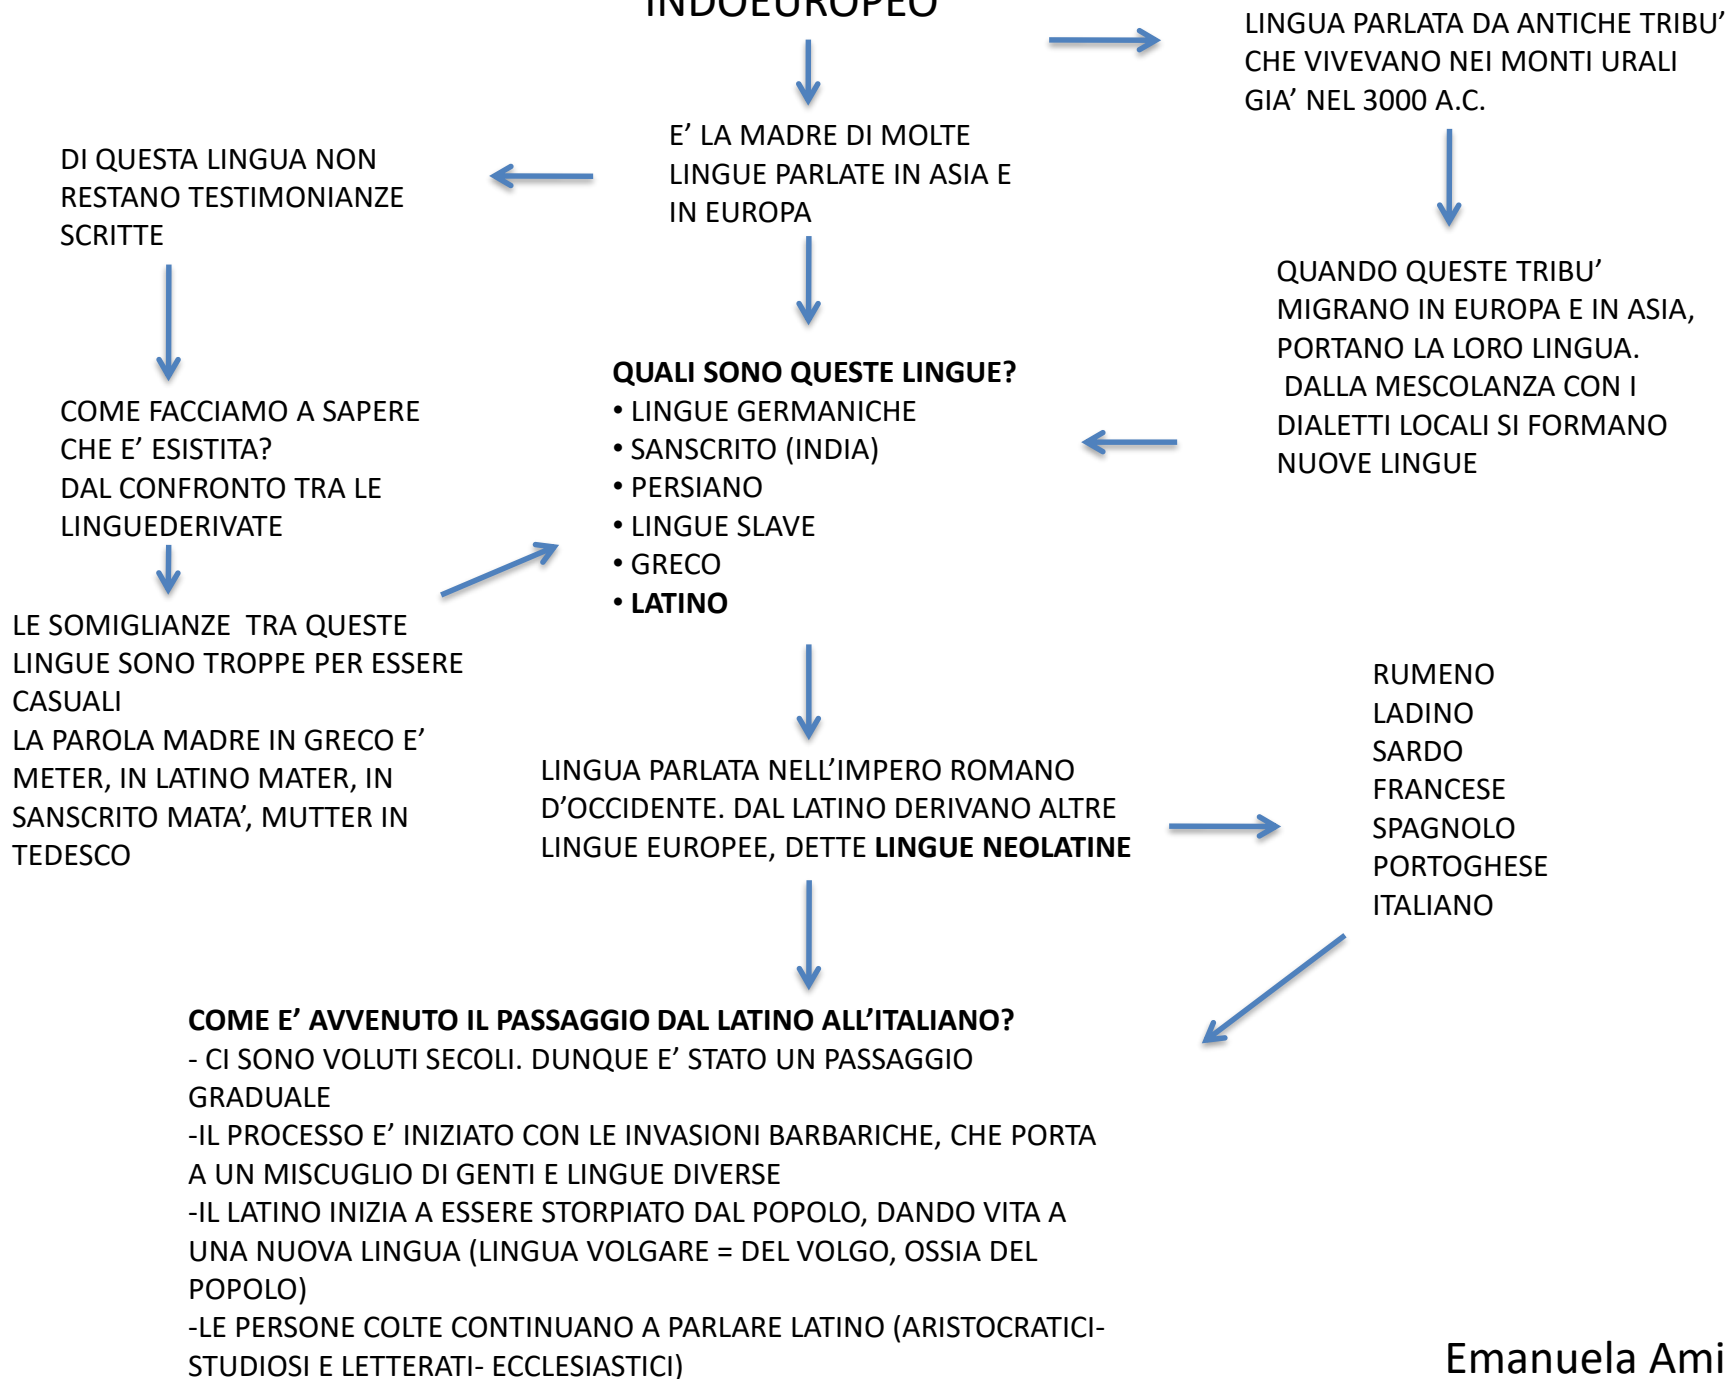 INDOEUROPEO
LINGUA PARLATA DA ANTICHE TRIBU’
CHE VIVEVANO NEI MONTI URALI
GIA’ NEL 3000 A.C.
E’ LA MADRE DI MOLTE
LINGUE PARLATE IN ASIA E
IN EUROPA
DI QUESTA LINGUA NON
RESTANO TESTIMONIANZE
SCRITTE
QUANDO QUESTE TRIBU’
MIGRANO IN EUROPA E IN ASIA,
PORTANO LA LORO LINGUA.
DALLA MESCOLANZA CON I
DIALETTI LOCALI SI FORMANO
NUOVE LINGUE
COME FACCIAMO A SAPERE
CHE E’ ESISTITA?
DAL CONFRONTO TRA LE
LINGUEDERIVATE
QUALI SONO QUESTE LINGUE?
• LINGUE GERMANICHE
• SANSCRITO (INDIA)
• PERSIANO
• LINGUE SLAVE
• GRECO
• LATINO
LE SOMIGLIANZE  TRA QUESTE
LINGUE SONO TROPPE PER ESSERE
CASUALI
LA PAROLA MADRE IN GRECO E’
METER, IN LATINO MATER, IN
SANSCRITO MATA’, MUTTER IN
TEDESCO
LINGUA PARLATA NELL’IMPERO ROMANO
D’OCCIDENTE. DAL LATINO DERIVANO ALTRE
LINGUE EUROPEE, DETTE LINGUE NEOLATINE
RUMENO
LADINO
SARDO
FRANCESE
SPAGNOLO
PORTOGHESE
ITALIANO
COME E’ AVVENUTO IL PASSAGGIO DAL LATINO ALL’ITALIANO?
- CI SONO VOLUTI SECOLI. DUNQUE E’ STATO UN PASSAGGIO
GRADUALE
-IL PROCESSO E’ INIZIATO CON LE INVASIONI BARBARICHE, CHE PORTA
A UN MISCUGLIO DI GENTI E LINGUE DIVERSE
-IL LATINO INIZIA A ESSERE STORPIATO DAL POPOLO, DANDO VITA A
UNA NUOVA LINGUA (LINGUA VOLGARE = DEL VOLGO, OSSIA DEL
POPOLO)
-LE PERSONE COLTE CONTINUANO A PARLARE LATINO (ARISTOCRATICI-
STUDIOSI E LETTERATI- ECCLESIASTICI)
Emanuela Ami